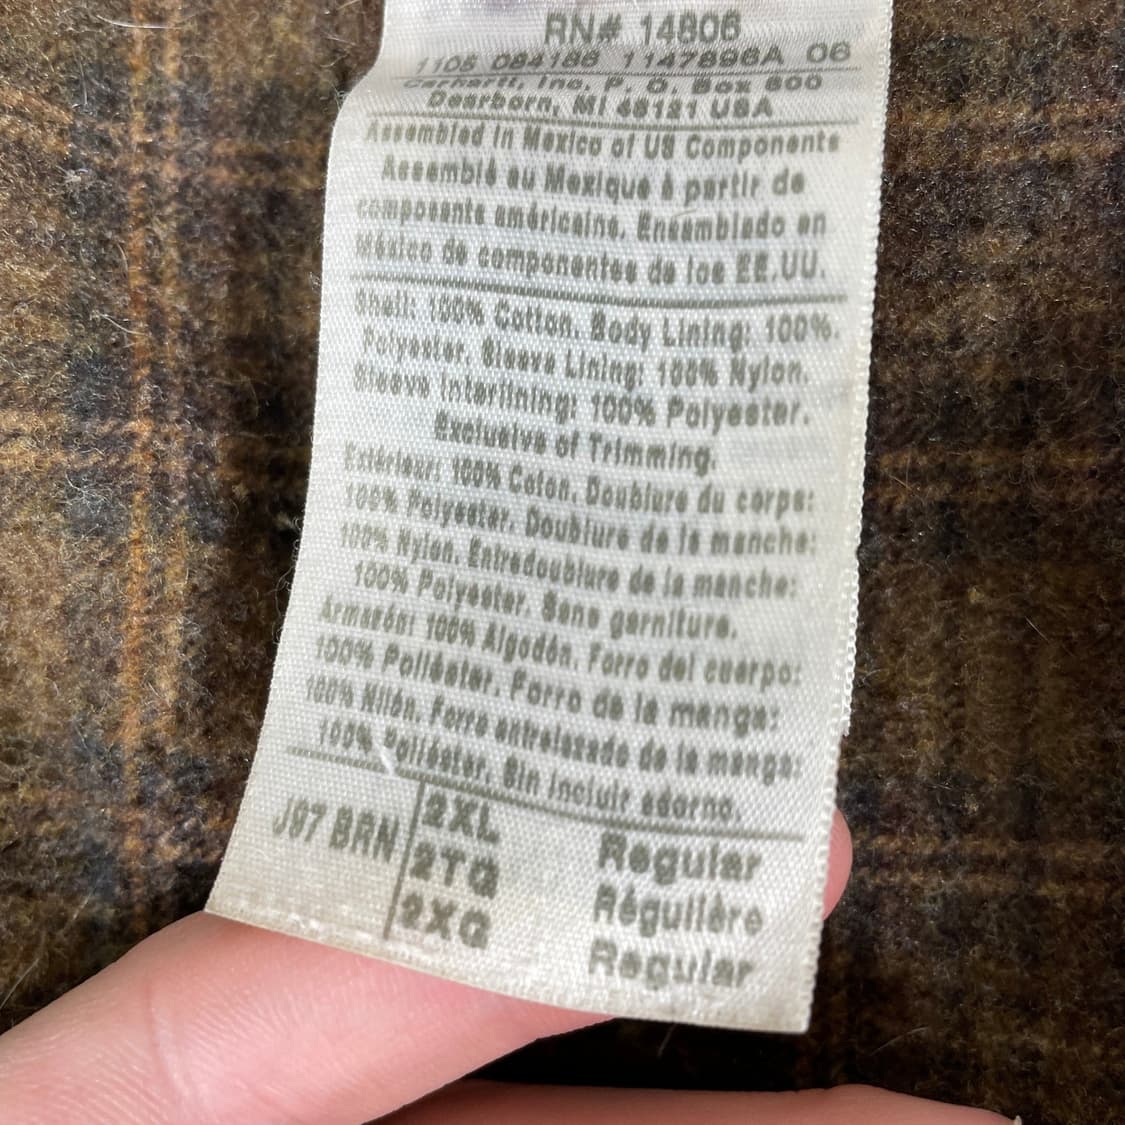 RN# 14806
1105 084186 1147896A 06
Carhartt, Inc, P. O. Box 600
Dearborn, MI 48121 USA
Assembled in Mexico of US Components
Assemblé au Mexique à partir de
composants américains. Ensamblado en
México de componentes de los EE.UU.
Shell: 100% Cotton. Body Lining: 100%
Polyester. Sleeve Lining: 100% Nylon.
Sleeve Interlining: 100% Polyester.
Exclusive of Trimming.
Extérieur: 100% Coton. Doublure du corps:
100% Polyester. Doublure de la manche:
100% Nylon. Entredoublure de la manche:
100% Polyester. Sans garniture.
Armazón: 100% Algodón. Forro del cuerpo:
100% Poliéster. Forro de la manga:
100% Nilón. Forro entrelazado de la manga:
100% Poliéster. Sin incluir adorno.
J97 BRN 2XL Regular
2TG Régulière
2XG Regular